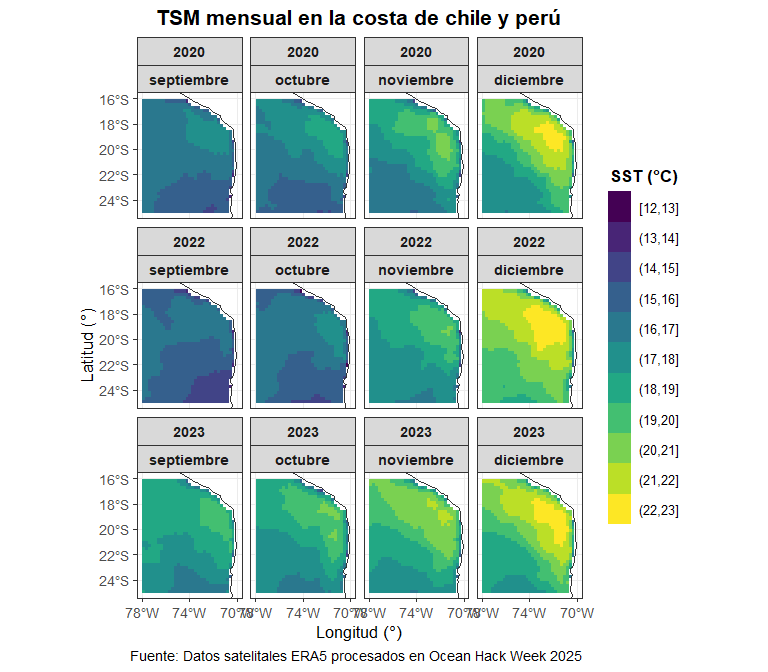 TSM mensual en la costa de chile y perú
2020 2020 2020 2020
septiembre octubre noviembre diciembre
16°S
18°S
20°S
22°S
24°S
2022 2022 2022 2022
septiembre octubre noviembre diciembre
16°S
18°S
20°S
22°S
24°S
2023 2023 2023 2023
septiembre octubre noviembre diciembre
16°S
18°S
20°S
22°S
24°S
78°W 74°W 70°W 78°W 74°W 70°W 78°W 74°W 70°W 78°W 74°W 70°W
Latitud (°)
Longitud (°)
Fuente: Datos satelitales ERA5 procesados en Ocean Hack Week 2025
SST (°C)
[12,13]
(13,14]
(14,15]
(15,16]
(16,17]
(17,18]
(18,19]
(19,20]
(20,21]
(21,22]
(22,23]